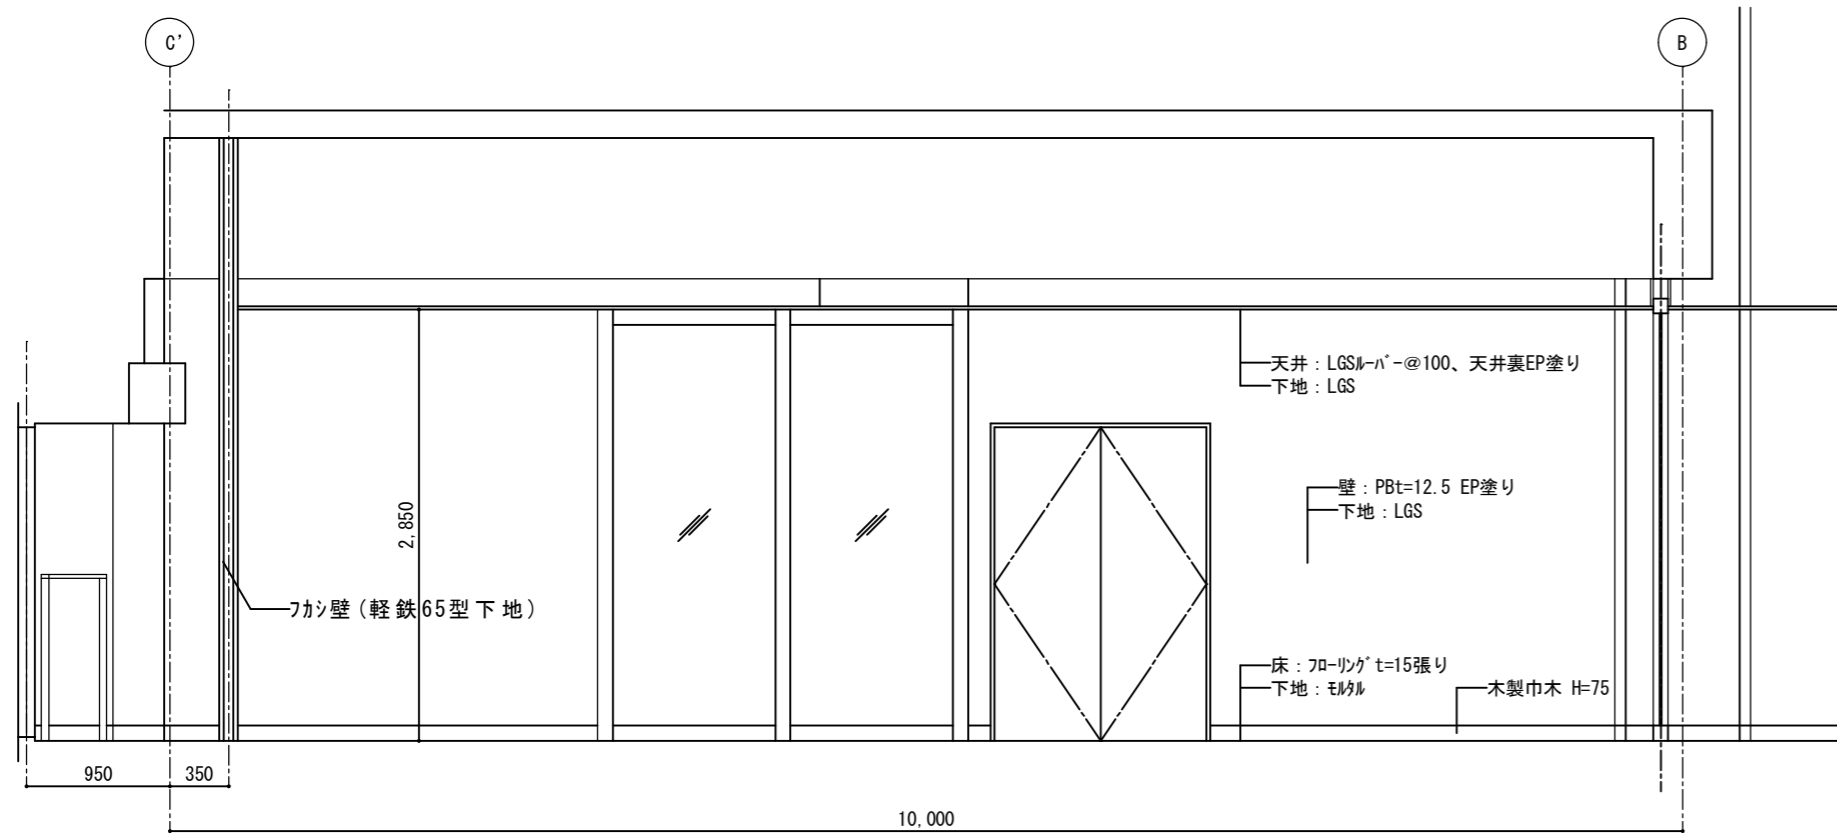 C’
B
天井：LGSﾙｰﾊﾞｰ@100、天井裏EP塗り
下地：LGS
壁：PBt=12.5 EP塗り
下地：LGS
2,850
ﾌｶｼ壁（軽鉄65型下地）
床：ﾌﾛｰﾘﾝｸﾞt=15張り
下地：ﾓﾙﾀﾙ
木製巾木 H=75
950
350
10,000